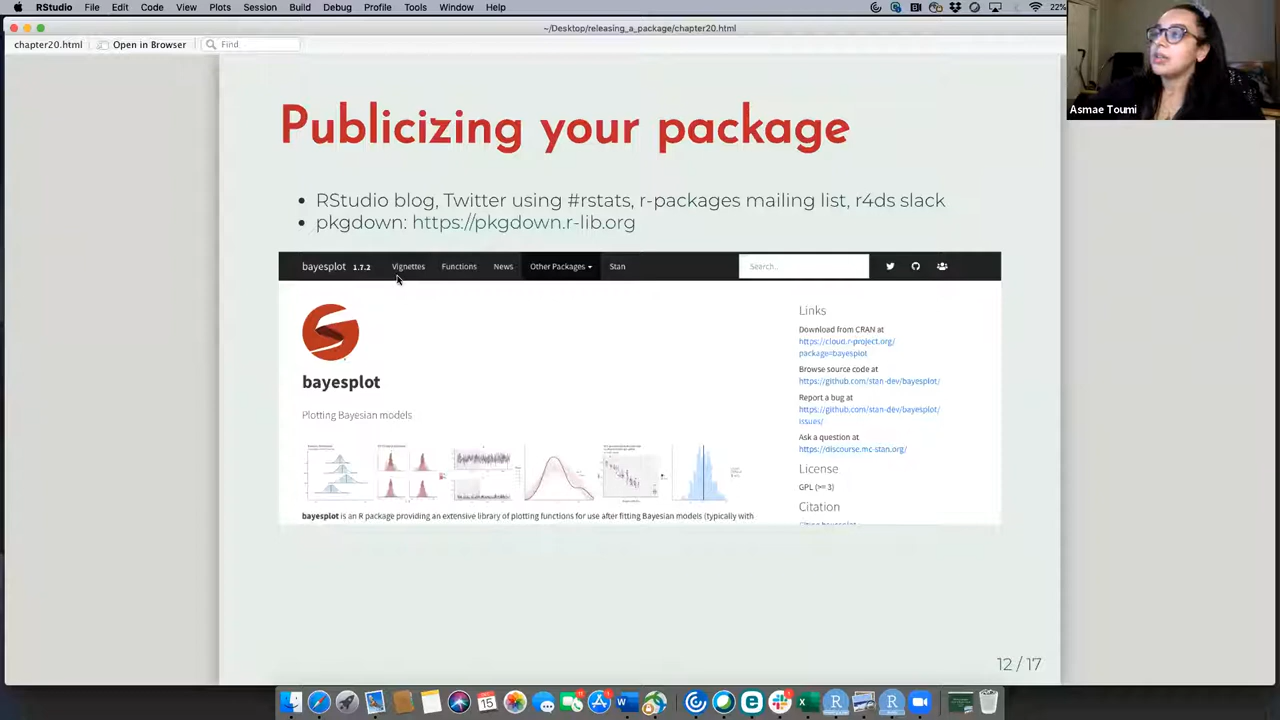 RStudio File Edit Code View Plots Session Build Debug Profile Tools Window Help 22%
~/Desktop/releasing_a_package/chapter20.html
chapter20.html Open in Browser Find
Asmae Toumi
Publicizing your package
RStudio blog, Twitter using #rstats, r-packages mailing list, r4ds slack
pkgdown: https://pkgdown.r-lib.org
bayesplot 1.7.2 Vignettes Functions News Other Packages Stan Search...
bayesplot
Plotting Bayesian models
bayesplot is an R package providing an extensive library of plotting functions for use after fitting Bayesian models (typically with
Links
Download from CRAN at
https://cloud.r-project.org/
package=bayesplot
Browse source code at
https://github.com/stan-dev/bayesplot/
Report a bug at
https://github.com/stan-dev/bayesplot/
issues/
Ask a question at
https://discourse.mc-stan.org/
License
GPL (>= 3)
Citation
12 / 17
15